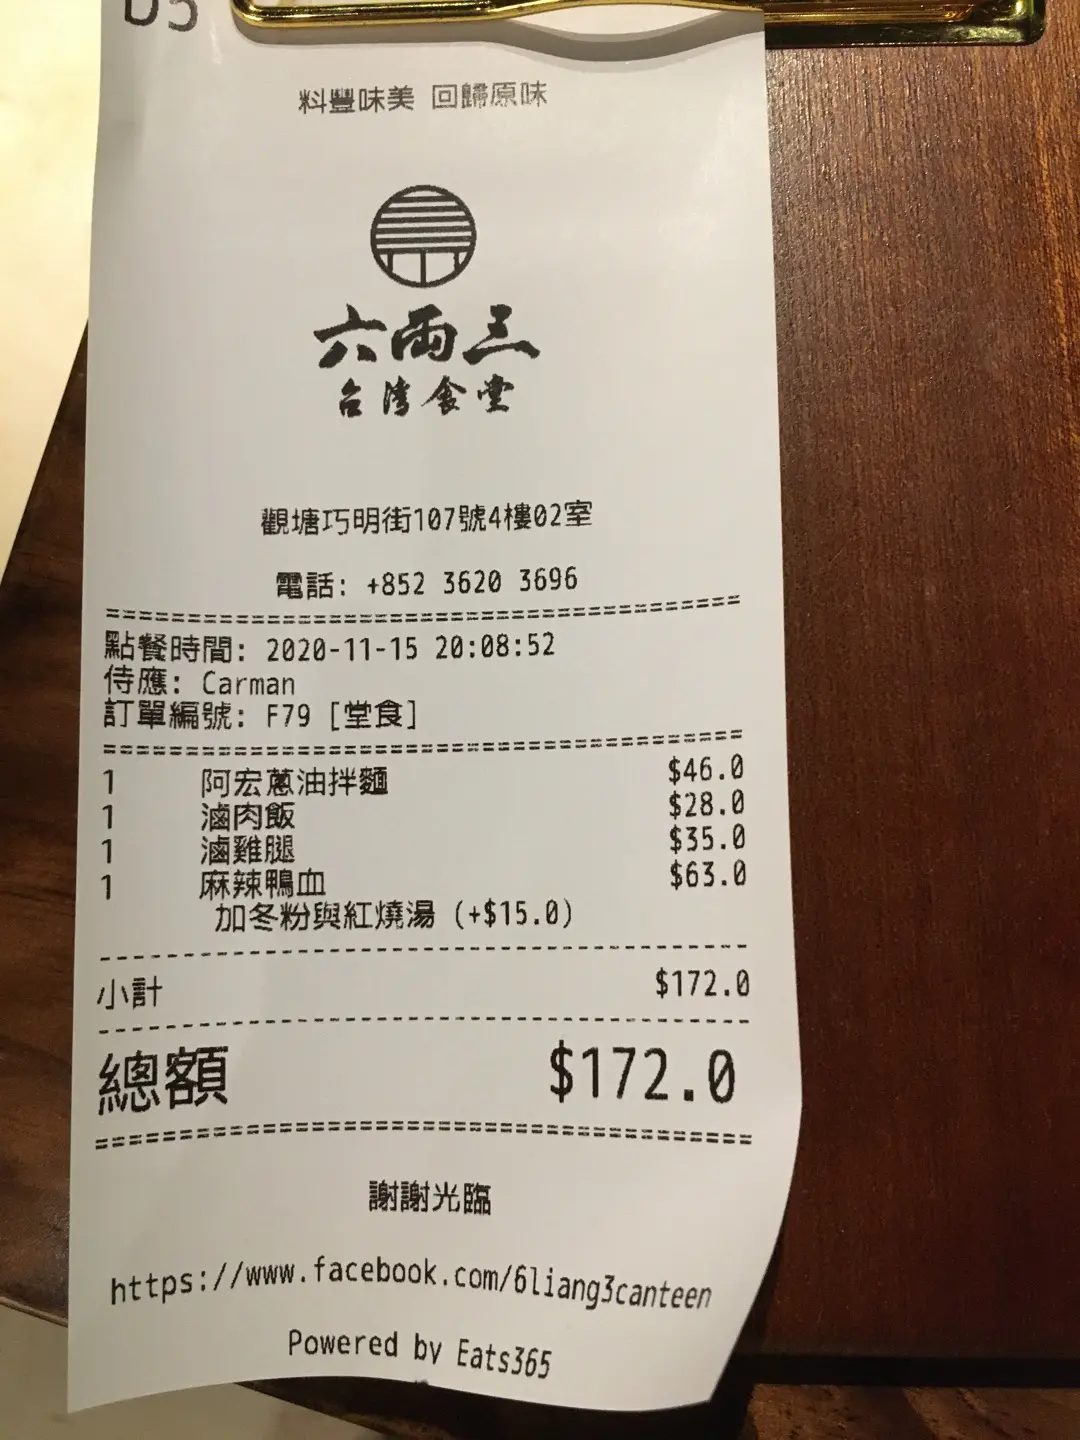 D5
料豐味美 回歸原味
六両三
台湾食堂
觀塘巧明街107號4樓02室
電話: +852 3620 3696
點餐時間: 2020-11-15 20:08:52
侍應: Carman
訂單編號: F79 [堂食]
1 阿宏蔥油拌麵 $46.0
1 滷肉飯 $28.0
1 滷雞腿 $35.0
1 麻辣鴨血 $63.0
加冬粉與紅燒湯 (+$15.0)
小計 $172.0
總額 $172.0
謝謝光臨
https://www.facebook.com/6liang3canteen
Powered by Eats365